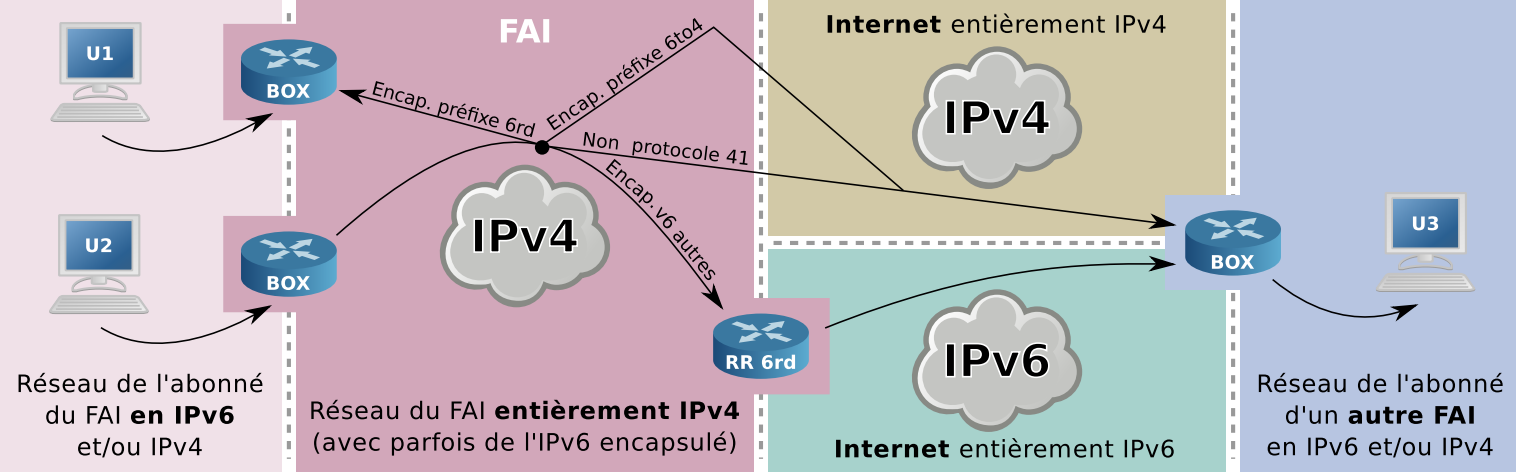 U1
BOX
U2
BOX
Réseau de l'abonné
du FAI en IPv6
et/ou IPv4
FAI
Encap. préfixe 6rd
Encap. préfixe 6to4
Non protocole 41
Encap.v6 autres
IPv4
RR 6rd
Réseau du FAI entièrement IPv4
(avec parfois de l'IPv6 encapsulé)
Internet entièrement IPv4
IPv4
IPv6
Internet entièrement IPv6
BOX
U3
Réseau de l'abonné
d'un autre FAI
en IPv6 et/ou IPv4